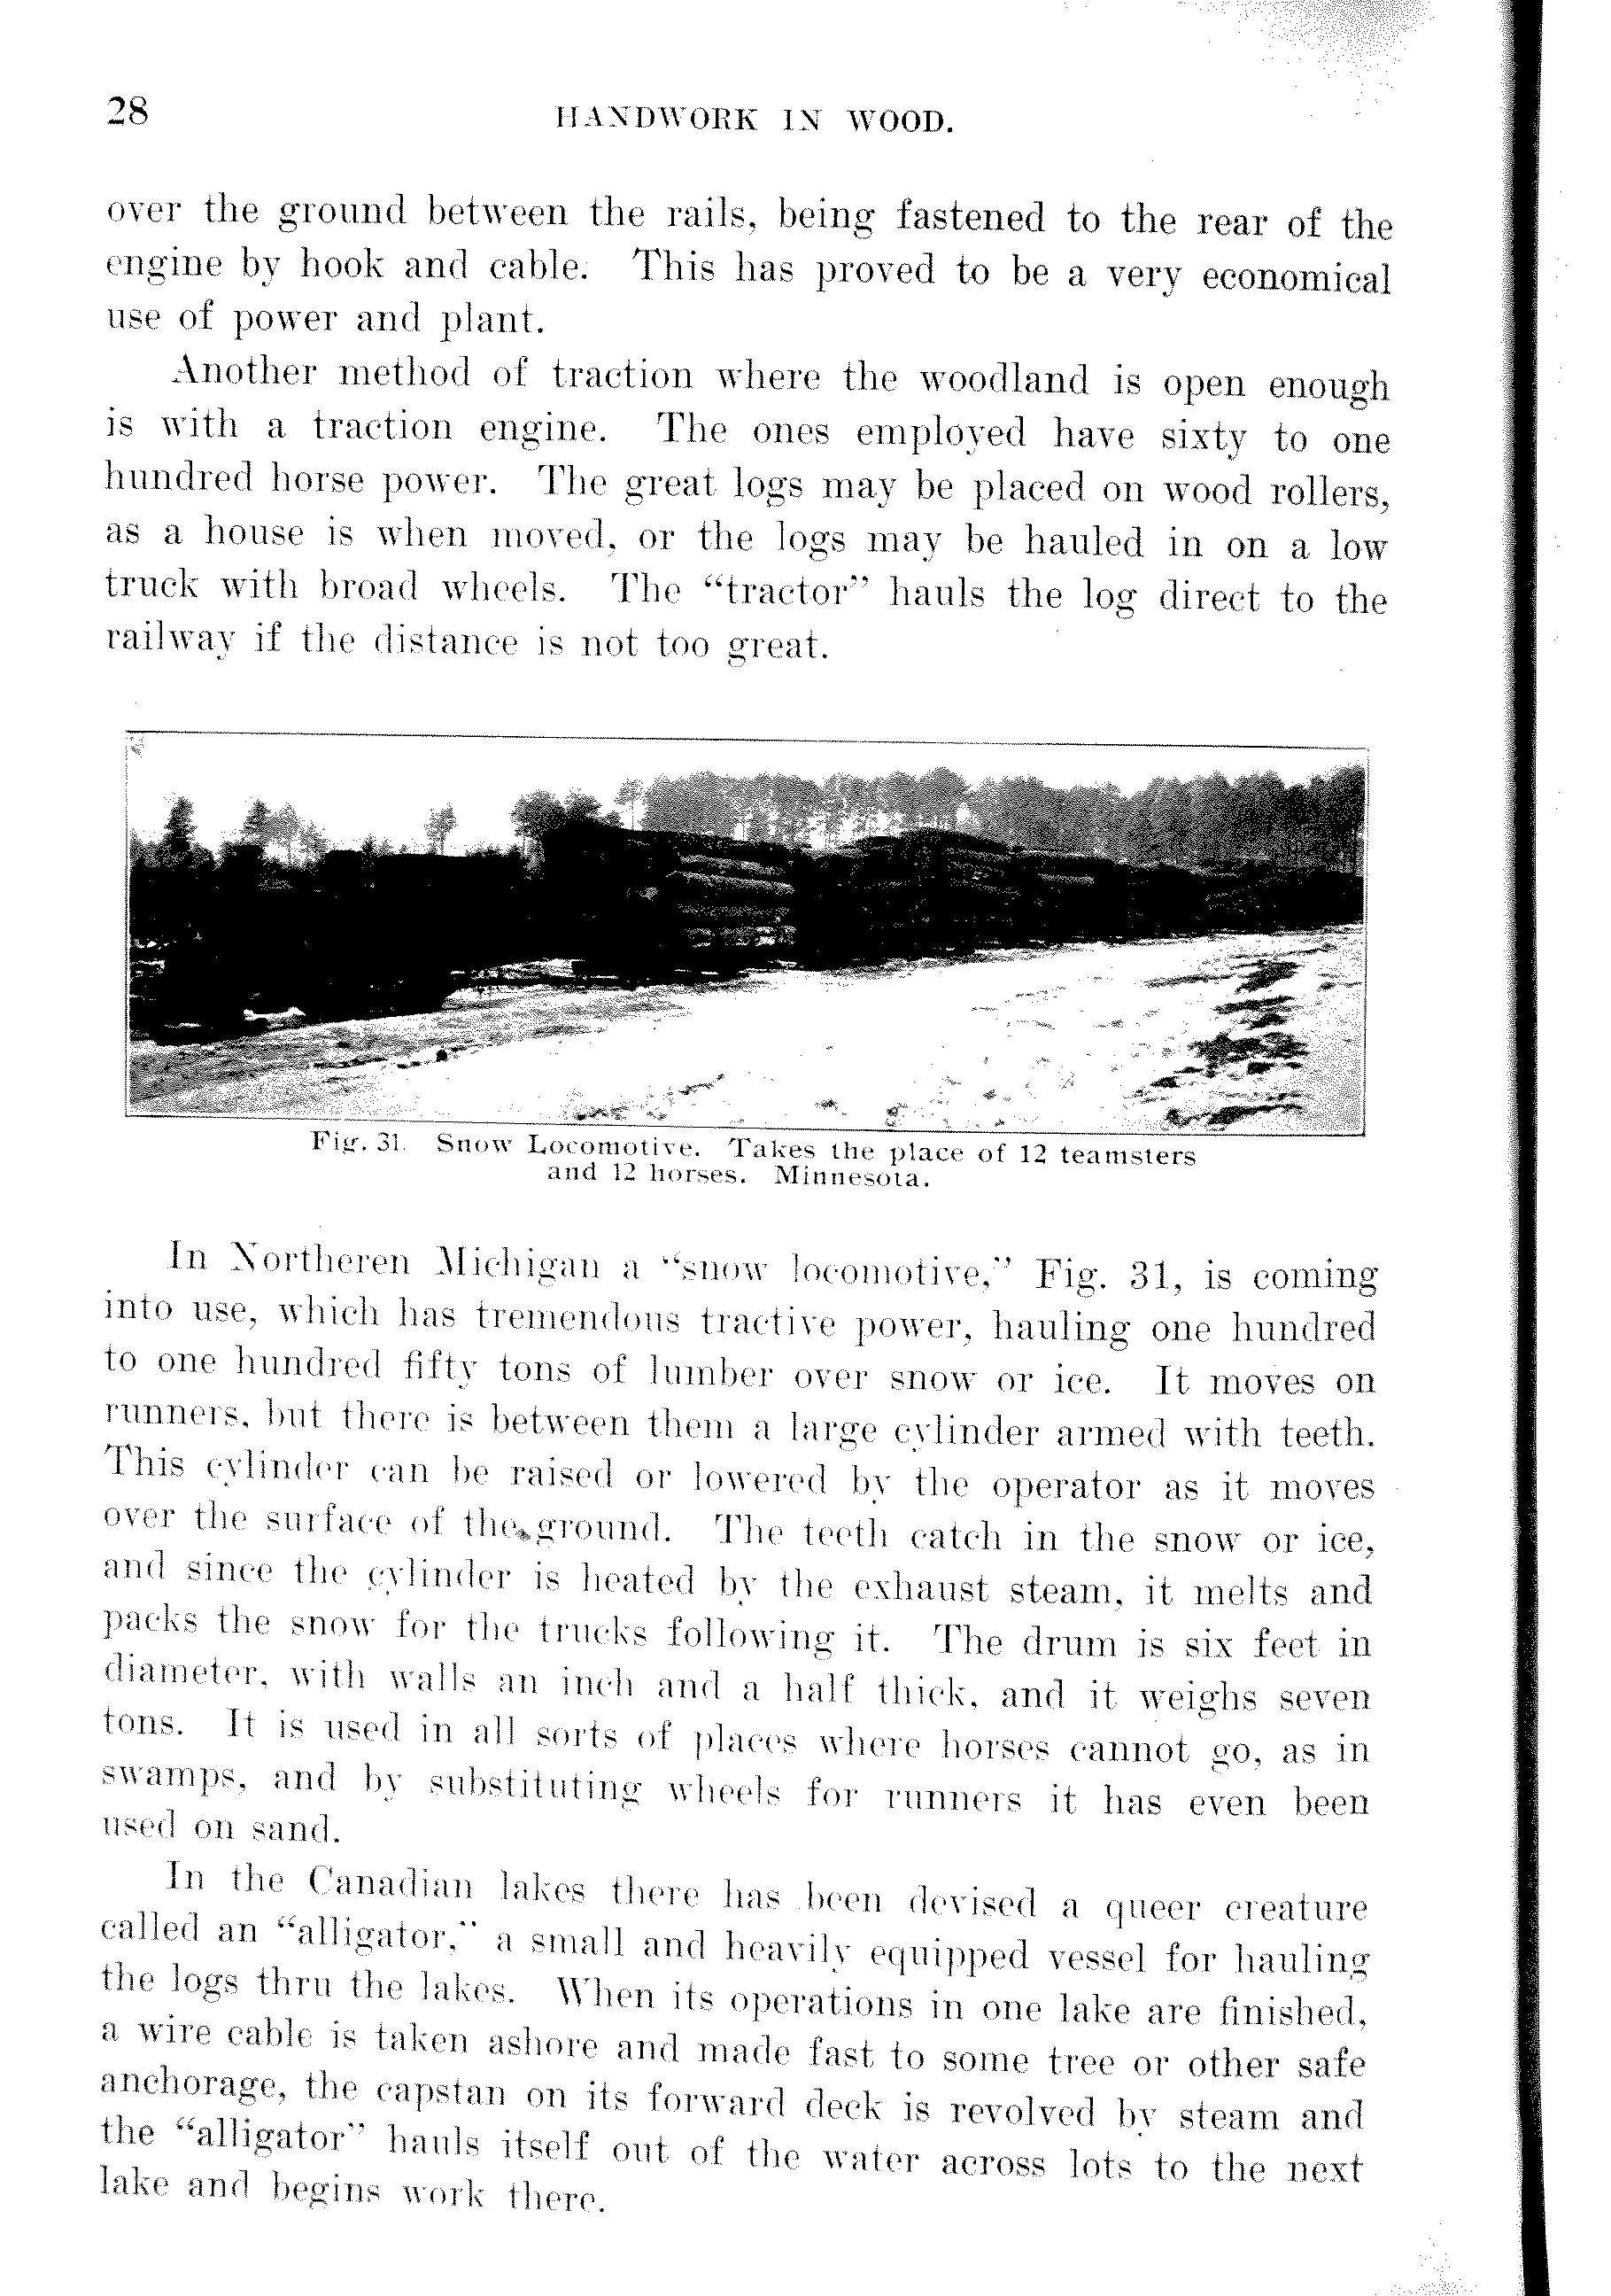 28
HANDWORK IN WOOD.
over the ground between the rails, being fastened to the rear of the
engine by hook and cable. This has proved to be a very economical
use of power and plant.
Another method of traction where the woodland is open enough
is with a traction engine. The ones employed have sixty to one
hundred horse power. The great logs may be placed on wood rollers,
as a house is when moved, or the logs may be hauled in on a low
truck with broad wheels. The "tractor" hauls the log direct to the
railway if the distance is not too great.
Fig. 31. Snow Locomotive. Takes the place of 12 teamsters
and 12 horses. Minnesota.
In Northeren Michigan a "snow locomotive," Fig. 31, is coming
into use, which has tremendous tractive power, hauling one hundred
to one hundred fifty tons of lumber over snow or ice. It moves on
runners, but there is between them a large cylinder armed with teeth.
This cylinder can be raised or lowered by the operator as it moves
over the surface of the ground. The teeth catch in the snow or ice,
and since the cylinder is heated by the exhaust steam, it melts and
packs the snow for the trucks following it. The drum is six feet in
diameter, with walls an inch and a half thick, and it weighs seven
tons. It is used in all sorts of places where horses cannot go, as in
swamps, and by substituting wheels for runners it has even been
used on sand.
In the Canadian lakes there has been devised a queer creature
called an "alligator," a small and heavily equipped vessel for hauling
the logs thru the lakes. When its operations in one lake are finished,
a wire cable is taken ashore and made fast to some tree or other safe
anchorage, the capstan on its forward deck is revolved by steam and
the "alligator" hauls itself out of the water across lots to the next
lake and begins work there.